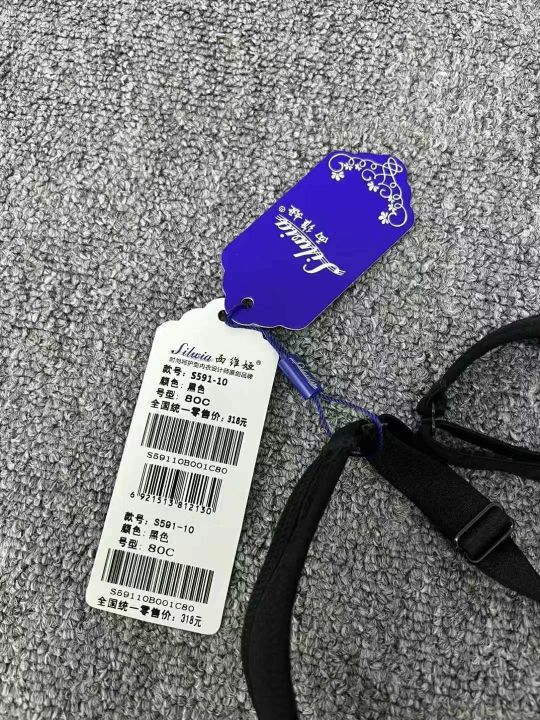 Silwia
西维娅®
Silwia 西维娅®
时尚呵护型内衣设计师原创品牌
款号：S591-10
颜色：黑色
号型：80C
全国统一零售价：318元
S59110B001C80
6 921513 812130
款号：S591-10
颜色：黑色
号型：80C
S59110B001C80
全国统一零售价：318元